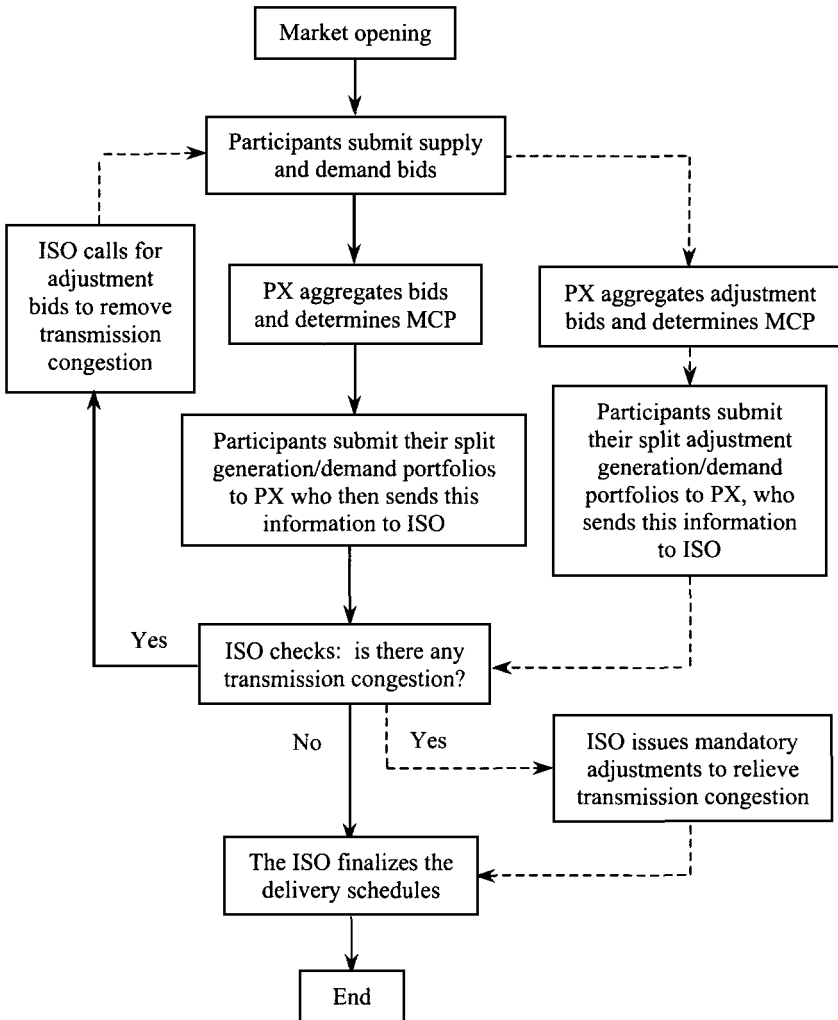 Market opening
Participants submit supply
and demand bids
ISO calls for
adjustment
bids to remove
transmission
congestion
PX aggregates bids
and determines MCP
PX aggregates adjustment
bids and determines MCP
Participants submit their split
generation/demand portfolios
to PX who then sends this
information to ISO
Participants submit
their split adjustment
generation/demand
portfolios to PX, who
sends this information
to ISO
Yes
ISO checks: is there any
transmission congestion?
No
Yes
ISO issues mandatory
adjustments to relieve
transmission congestion
The ISO finalizes the
delivery schedules
End